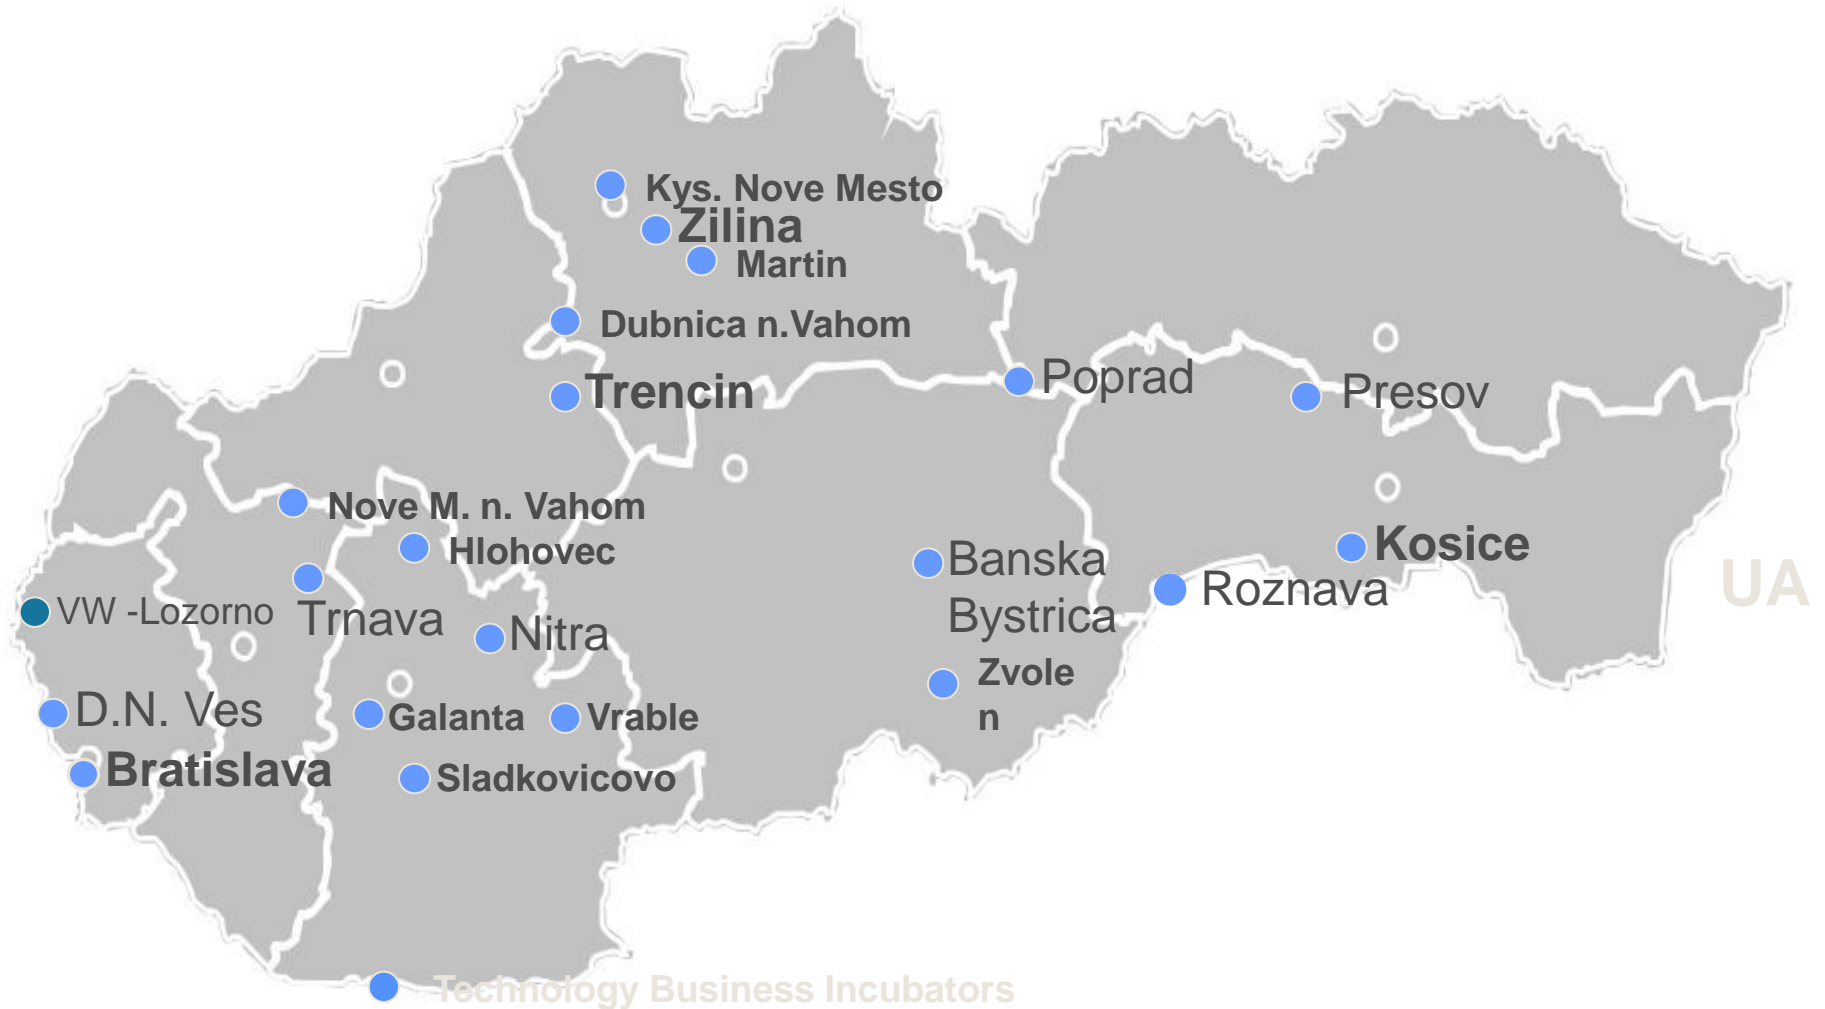 Kys. Nove Mesto
Zilina
Martin
Dubnica n.Vahom
Trencin
Poprad
Presov
Nove M. n. Vahom
Hlohovec
Kosice
Banska
Bystrica
Roznava
UA
VW -Lozorno
Trnava
Nitra
Zvole
n
D.N. Ves
Galanta
Vrable
Bratislava
Sladkovicovo
Technology Business Incubators